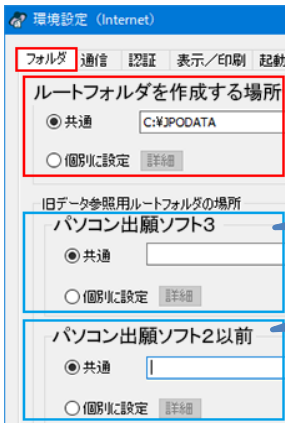 環境設定（Internet）
フォルダ 通信 認証 表示／印刷 起動
ルートフォルダを作成する場所
共通 C:¥JPODATA
個別に設定 詳細
旧データ参照用ルートフォルダの場所
パソコン出願ソフト3
共通
個別に設定 詳細
パソコン出願ソフト2以前
共通
個別に設定 詳細